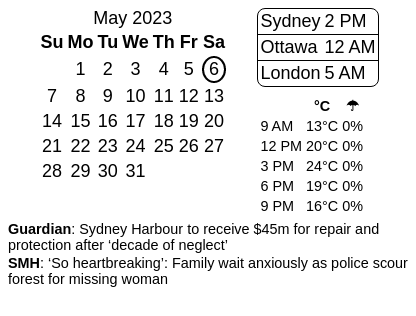 May 2023
Su Mo Tu We Th Fr Sa
1 2 3 4 5 6
7 8 9 10 11 12 13
14 15 16 17 18 19 20
21 22 23 24 25 26 27
28 29 30 31
Sydney 2 PM
Ottawa 12 AM
London 5 AM
°C ☂
9 AM 13°C 0%
12 PM 20°C 0%
3 PM 24°C 0%
6 PM 19°C 0%
9 PM 16°C 0%
Guardian: Sydney Harbour to receive $45m for repair and
protection after ‘decade of neglect’
SMH: ‘So heartbreaking’: Family wait anxiously as police scour
forest for missing woman